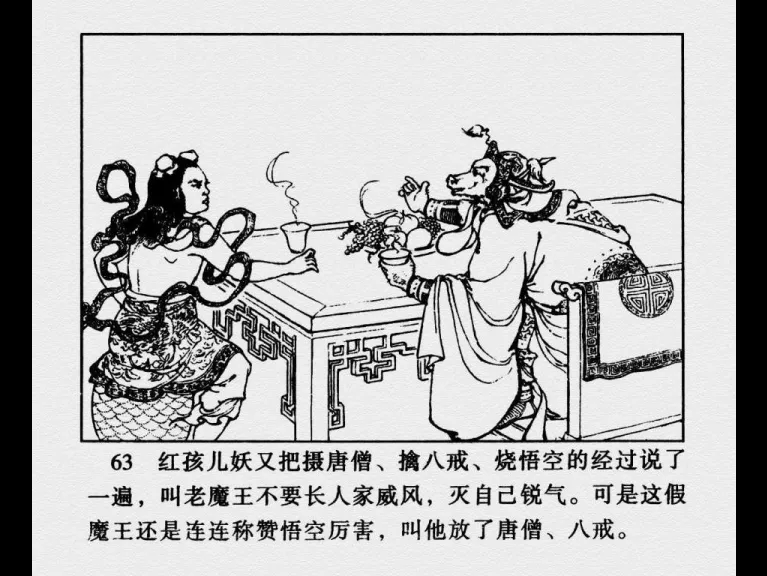 63 红孩儿妖又把摄唐僧、擒八戒、烧悟空的经过说了
一遍，叫老魔王不要长人家威风，灭自己锐气。可是这假
魔王还是连连称赞悟空厉害，叫他放了唐僧、八戒。